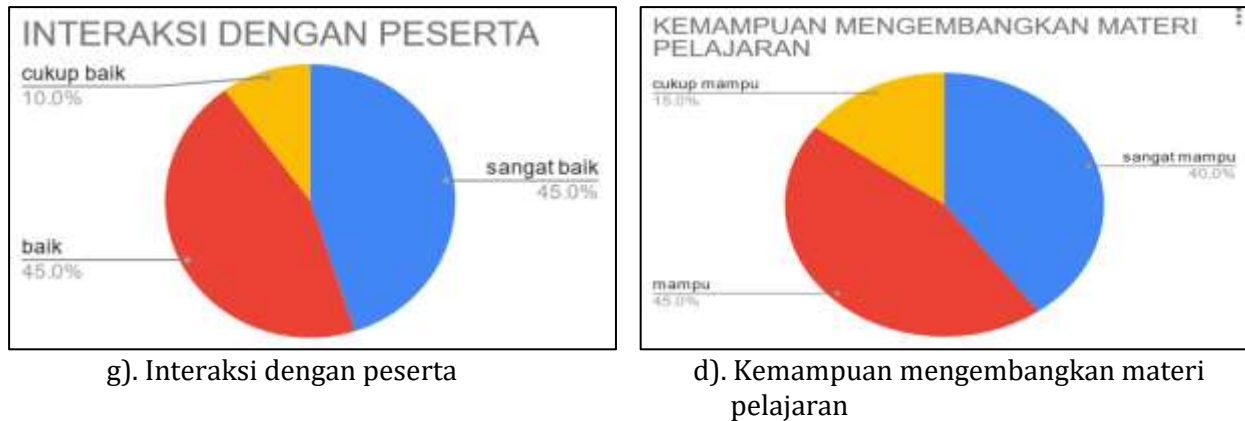 INTERAKSI DENGAN PESERTA
cukup baik
10.0%
sangat baik
45.0%
baik
45.0%
g). Interaksi dengan peserta
KEMAMPUAN MENGEMBANGKAN MATERI
PELAJARAN
cukup mampu
15.0%
sangat mampu
40.0%
mampu
45.0%
d). Kemampuan mengembangkan materi
pelajaran